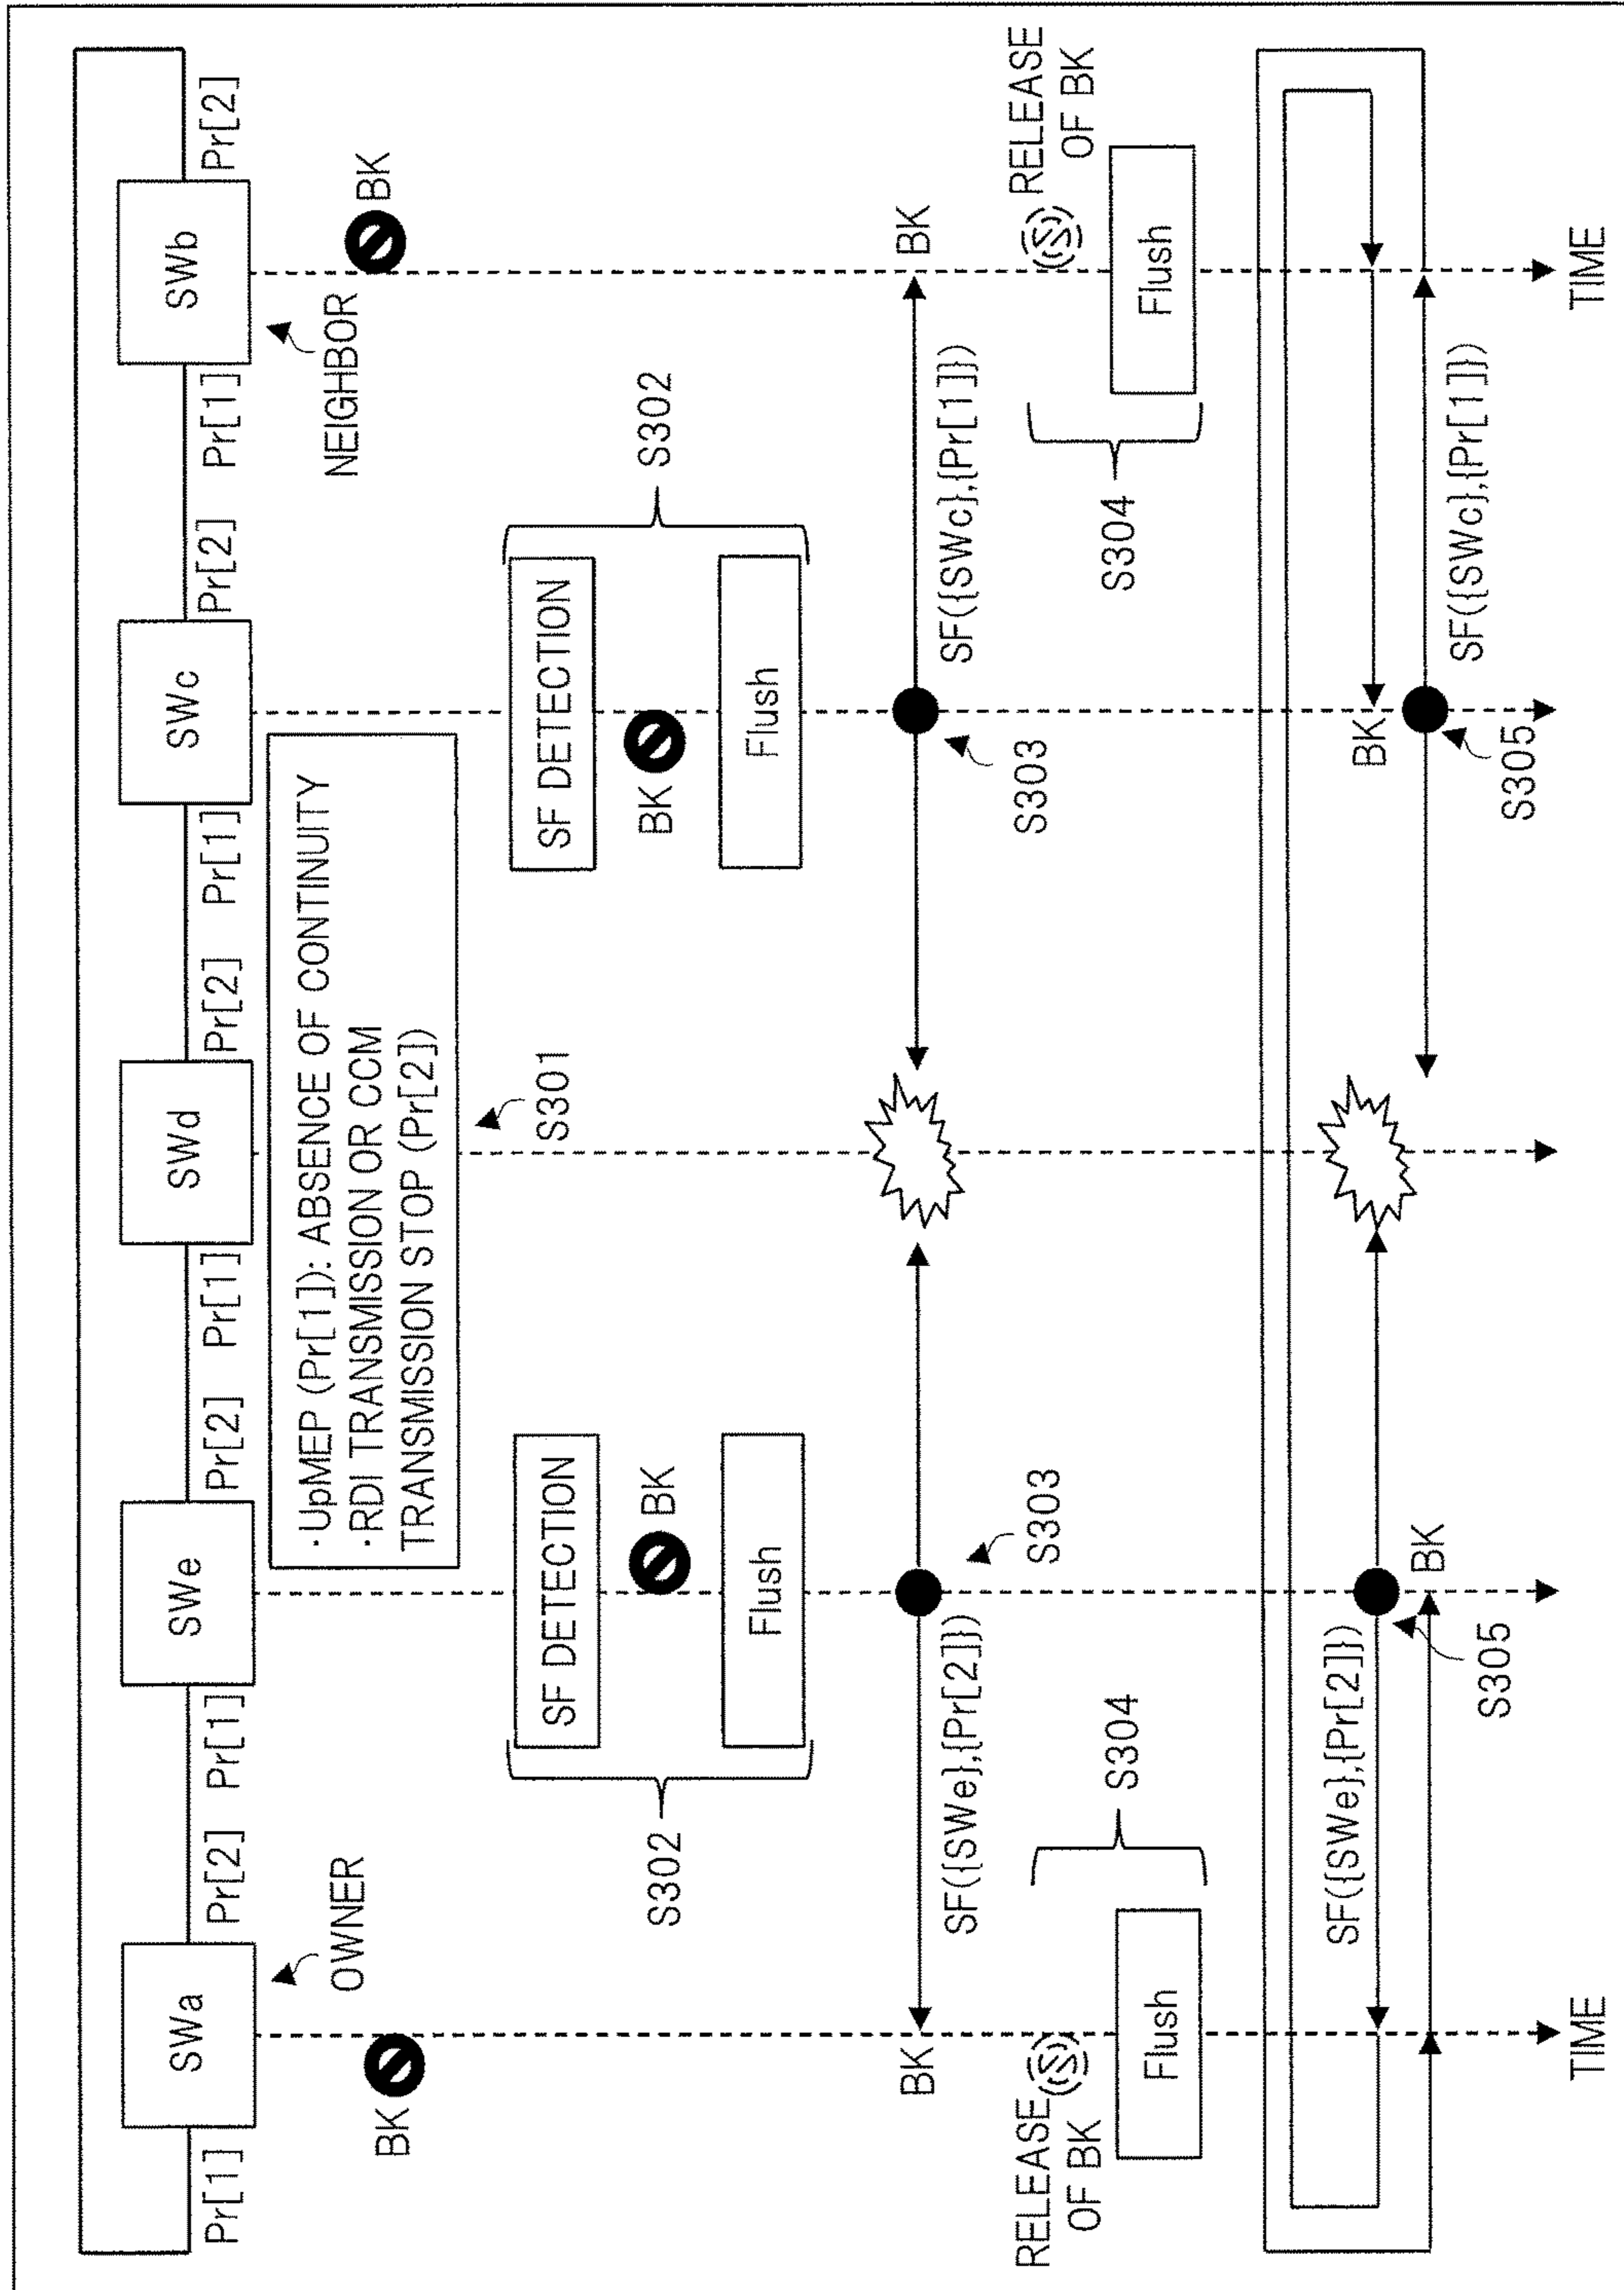 SWa
SWe
SWd
SWc
SWb
Pr[1]
Pr[2]
Pr[1]
Pr[2]
Pr[1]
Pr[2]
Pr[1]
Pr[2]
Pr[1]
Pr[2]
OWNER
NEIGHBOR
BK
BK
·UpMEP (Pr[1]): ABSENCE OF CONTINUITY
·RDI TRANSMISSION OR CCM
TRANSMISSION STOP (Pr[2])
S301
SF DETECTION
BK
Flush
S302
SF DETECTION
BK
Flush
S302
BK
SF({SWe},{Pr[2]})
S303
S303
SF({SWc},{Pr[1]})
BK
RELEASE
OF BK
Flush
S304
RELEASE
OF BK
Flush
S304
SF({SWe},{Pr[2]})
BK
S305
BK
S305
SF({SWc},{Pr[1]})
TIME
TIME